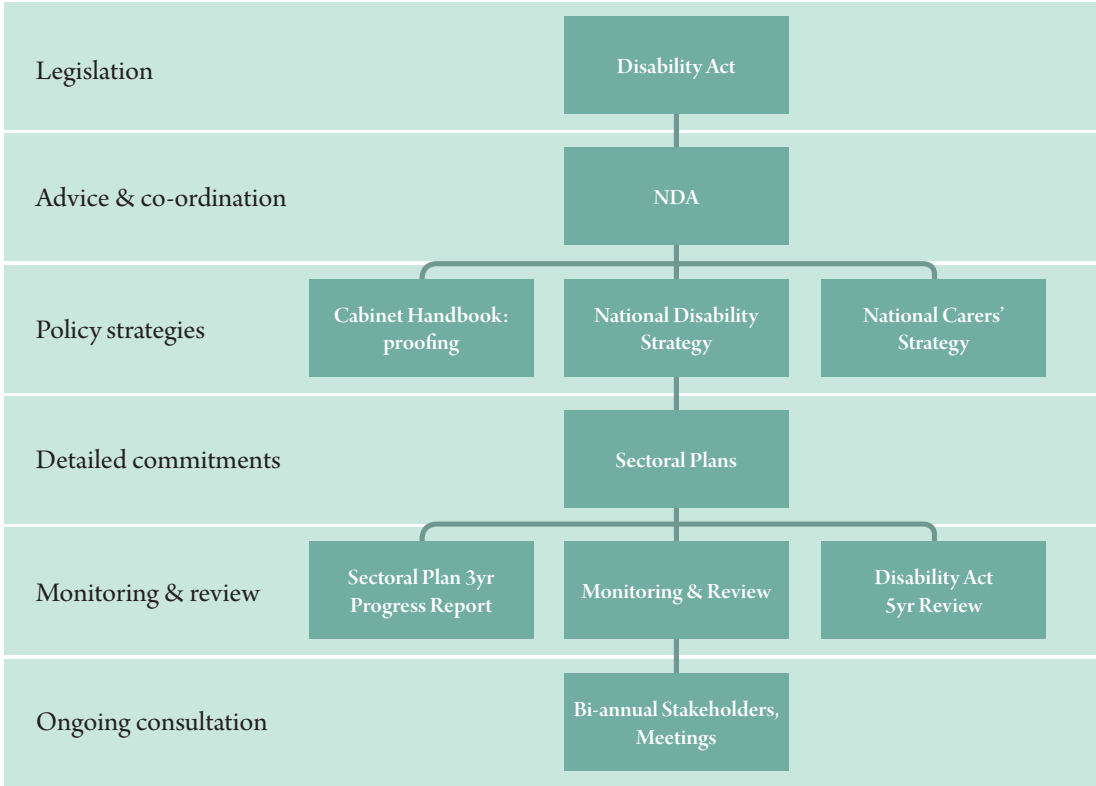 Legislation
Disability Act
Advice & co-ordination
NDA
Policy strategies
Cabinet Handbook:
proofing
National Disability
Strategy
National Carers’
Strategy
Detailed commitments
Sectoral Plans
Monitoring & review
Sectoral Plan 3yr
Progress Report
Monitoring & Review
Disability Act
5yr Review
Ongoing consultation
Bi-annual Stakeholders,
Meetings